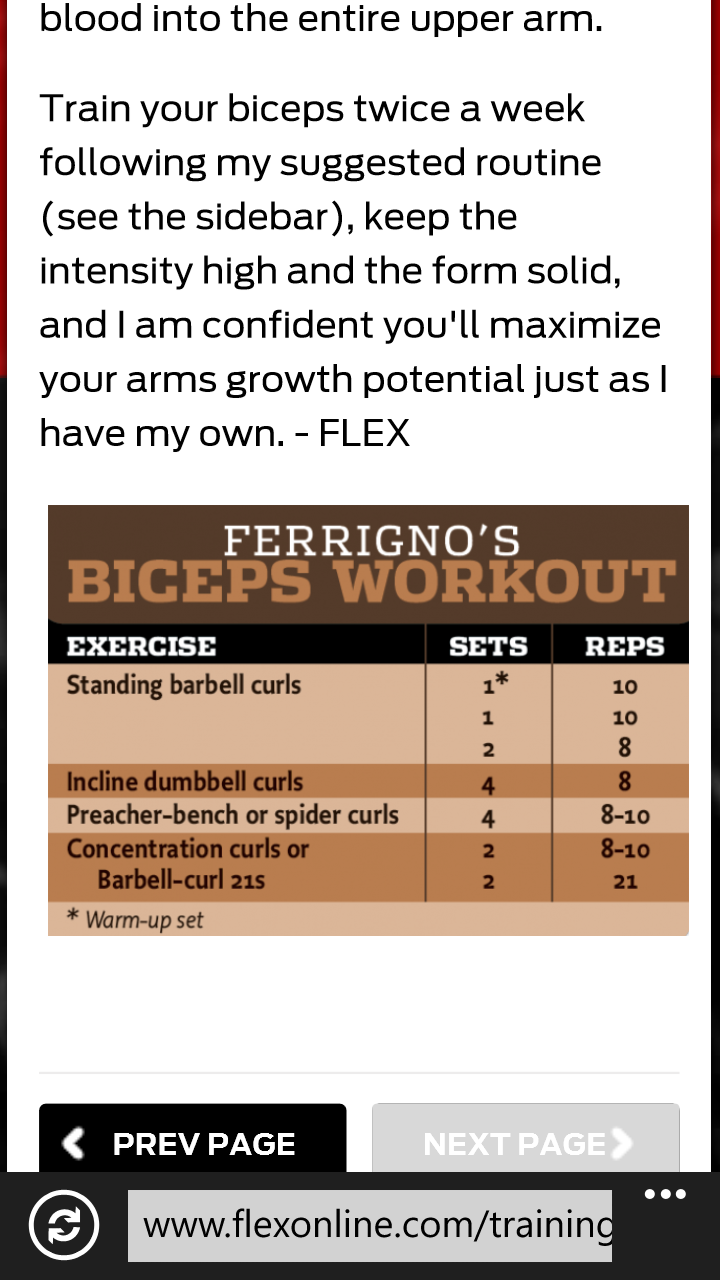 blood into the entire upper arm.
Train your biceps twice a week
following my suggested routine
(see the sidebar), keep the
intensity high and the form solid,
and I am confident you'll maximize
your arms growth potential just as I
have my own. - FLEX
FERRIGNO'S
BICEPS WORKOUT
EXERCISE SETS REPS
Standing barbell curls 1* 10
1 10
2 8
Incline dumbbell curls 4 8
Preacher-bench or spider curls 4 8-10
Concentration curls or 2 8-10
Barbell-curl 21s 2 21
* Warm-up set
PREV PAGE NEXT PAGE
www.flexonline.com/training